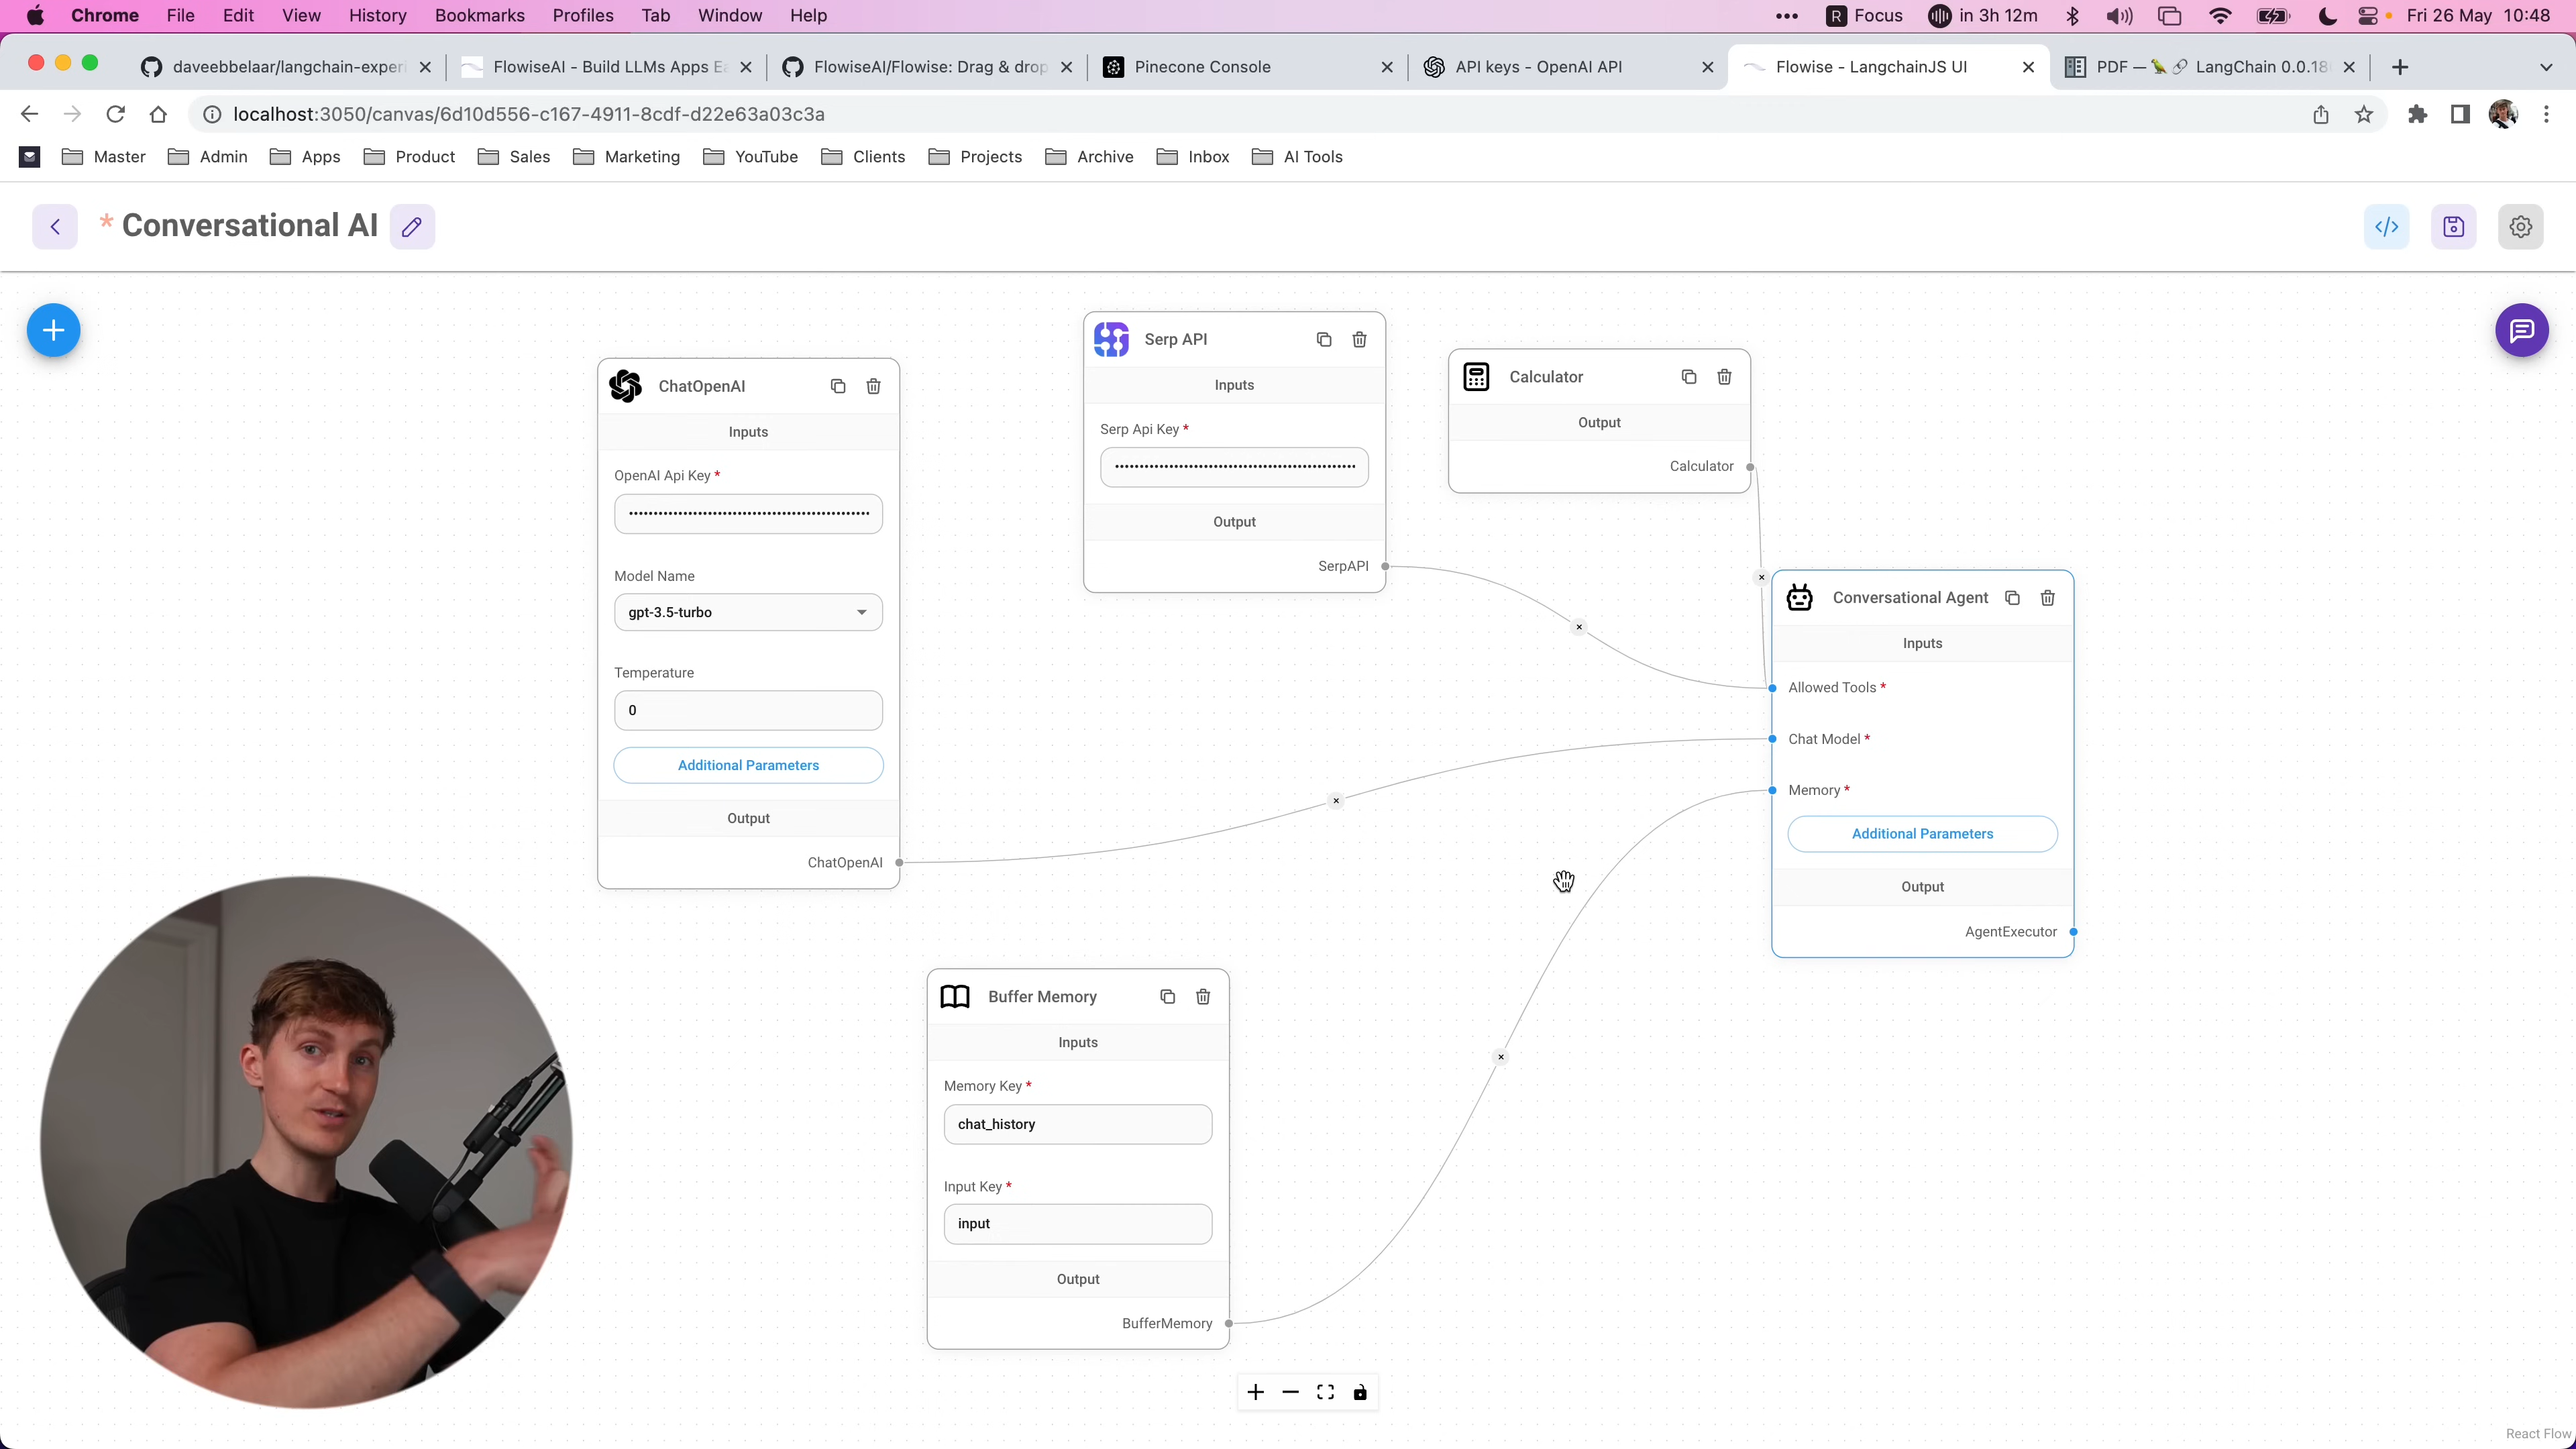 Chrome File Edit View History Bookmarks Profiles Tab Window Help
R Focus in 3h 12m Fri 26 May 10:48
daveebbelaar/langchain-experi
FlowiseAI - Build LLMs Apps Ea
FlowiseAI/Flowise: Drag & drop
Pinecone Console
API keys - OpenAI API
Flowise - LangchainJS UI
PDF — 🦜🔗 LangChain 0.0.18
localhost:3050/canvas/6d10d556-c167-4911-8cdf-d22e63a03c3a
Master Admin Apps Product Sales Marketing YouTube Clients Projects Archive Inbox AI Tools
* Conversational AI
</>
ChatOpenAI
Inputs
OpenAI Api Key *
Model Name
gpt-3.5-turbo
Temperature
0
Additional Parameters
Output
ChatOpenAI
Serp API
Inputs
Serp Api Key *
Output
SerpAPI
Calculator
Output
Calculator
Conversational Agent
Inputs
Allowed Tools *
Chat Model *
Memory *
Additional Parameters
Output
AgentExecutor
Buffer Memory
Inputs
Memory Key *
chat_history
Input Key *
input
Output
BufferMemory
React Flow